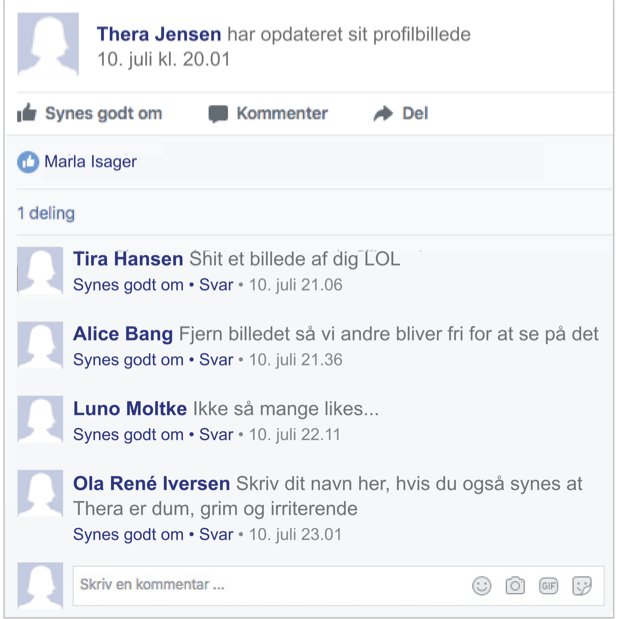 Thera Jensen har opdateret sit profilbillede
10. juli kl. 20.01
Synes godt om Kommenter Del
Marla Isager
1 deling
Tira Hansen Shit et billede af dig LOL
Synes godt om • Svar • 10. juli 21.06
Alice Bang Fjern billedet så vi andre bliver fri for at se på det
Synes godt om • Svar • 10. juli 21.36
Luno Moltke Ikke så mange likes...
Synes godt om • Svar • 10. juli 22.11
Ola René Iversen Skriv dit navn her, hvis du også synes at
Thera er dum, grim og irriterende
Synes godt om • Svar • 10. juli 23.01
Skriv en kommentar ... GIF